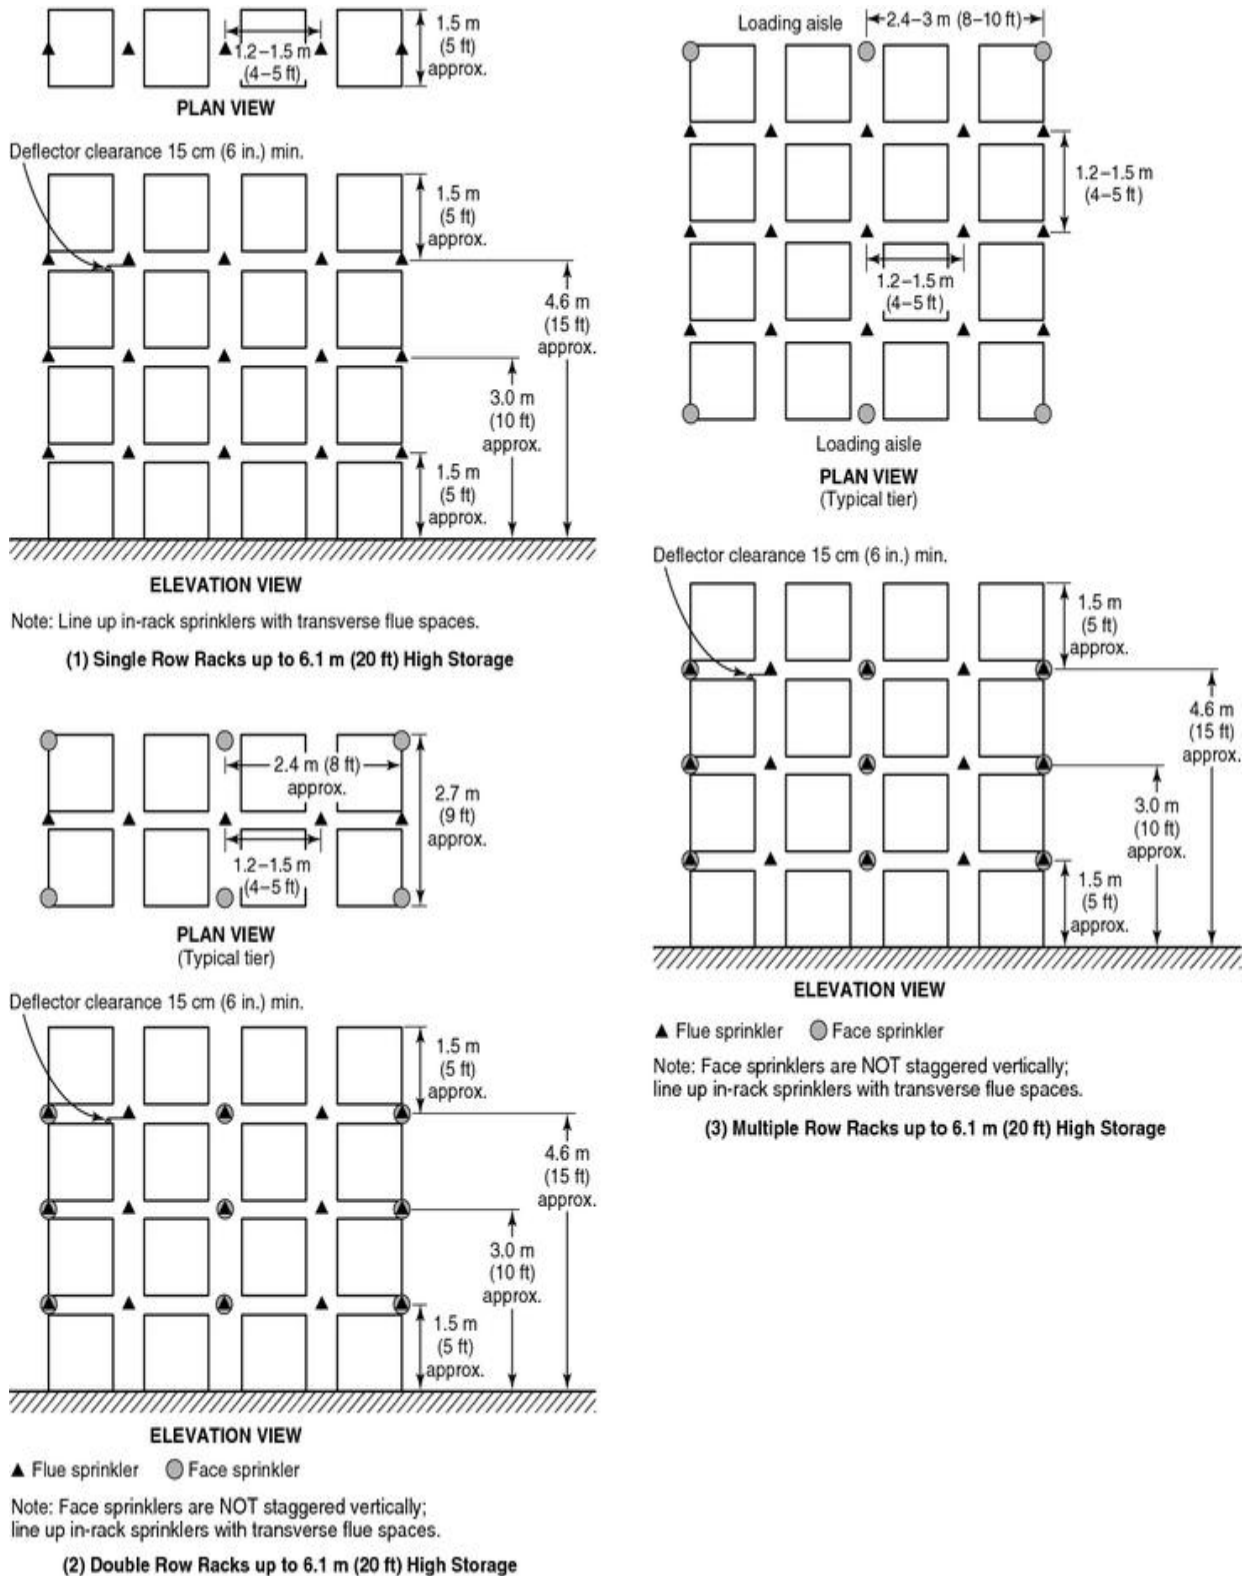 1.5 m
(5 ft)
approx.
1.2–1.5 m
(4–5 ft)
PLAN VIEW
Deflector clearance 15 cm (6 in.) min.
1.5 m
(5 ft)
approx.
4.6 m
(15 ft)
approx.
3.0 m
(10 ft)
approx.
1.5 m
(5 ft)
approx.
ELEVATION VIEW
Note: Line up in-rack sprinklers with transverse flue spaces.
(1) Single Row Racks up to 6.1 m (20 ft) High Storage
2.4 m (8 ft)
approx.
2.7 m
(9 ft)
approx.
1.2–1.5 m
(4–5 ft)
PLAN VIEW
(Typical tier)
Deflector clearance 15 cm (6 in.) min.
1.5 m
(5 ft)
approx.
4.6 m
(15 ft)
approx.
3.0 m
(10 ft)
approx.
1.5 m
(5 ft)
approx.
ELEVATION VIEW
▲ Flue sprinkler Face sprinkler
Note: Face sprinklers are NOT staggered vertically;
line up in-rack sprinklers with transverse flue spaces.
(2) Double Row Racks up to 6.1 m (20 ft) High Storage
Loading aisle
2.4–3 m (8–10 ft)
1.2–1.5 m
(4–5 ft)
1.2–1.5 m
(4–5 ft)
Loading aisle
PLAN VIEW
(Typical tier)
Deflector clearance 15 cm (6 in.) min.
1.5 m
(5 ft)
approx.
4.6 m
(15 ft)
approx.
3.0 m
(10 ft)
approx.
1.5 m
(5 ft)
approx.
ELEVATION VIEW
▲ Flue sprinkler Face sprinkler
Note: Face sprinklers are NOT staggered vertically;
line up in-rack sprinklers with transverse flue spaces.
(3) Multiple Row Racks up to 6.1 m (20 ft) High Storage